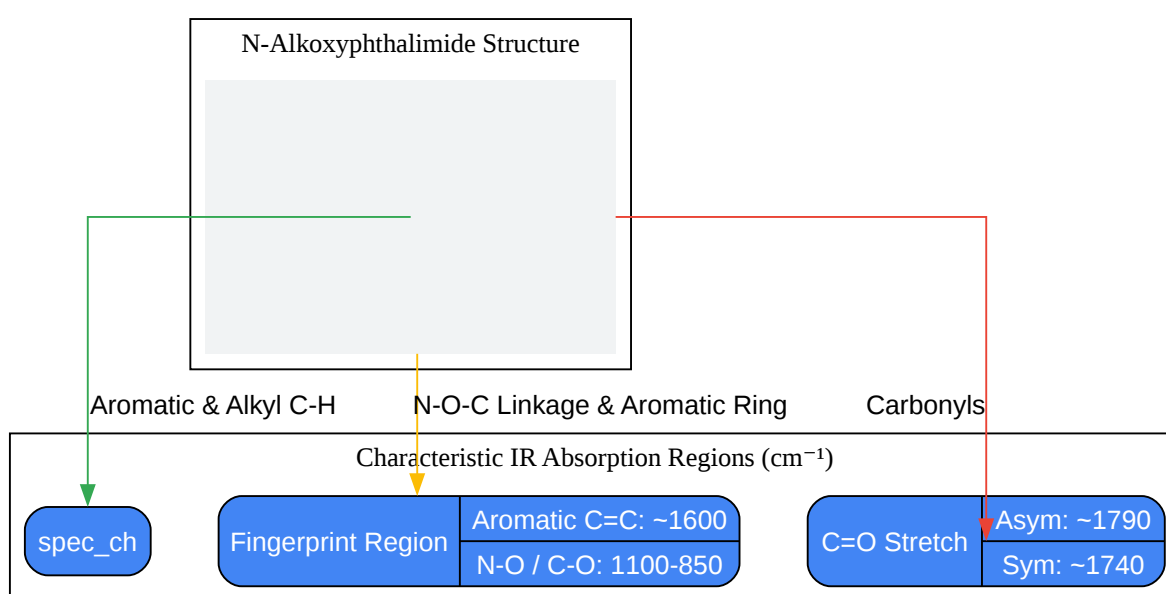 N-Alkoxyphthalimide Structure
Aromatic & Alkyl C-H
N-O-C Linkage & Aromatic Ring
Carbonyls
Characteristic IR Absorption Regions (cm⁻¹)
spec_ch
Fingerprint Region
Aromatic C=C: ~1600
N-O / C-O: 1100-850
C=O Stretch
Asym: ~1790
Sym: ~1740